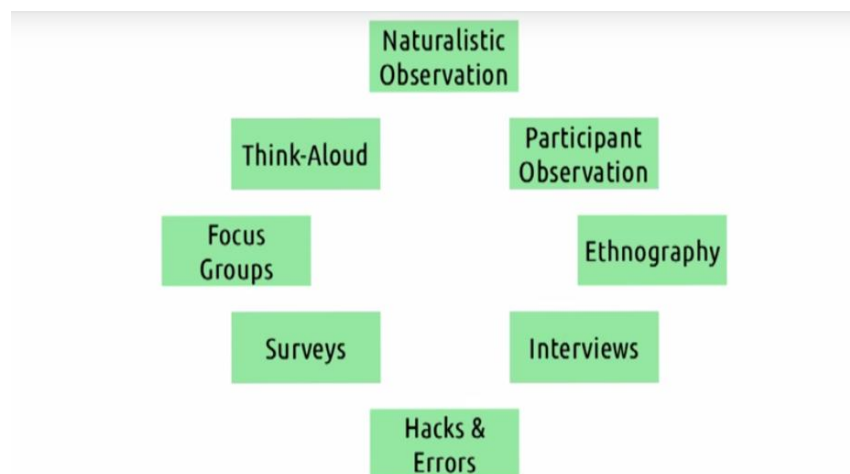 Naturalistic
Observation
Think-Aloud
Participant
Observation
Focus
Groups
Ethnography
Surveys
Interviews
Hacks &
Errors